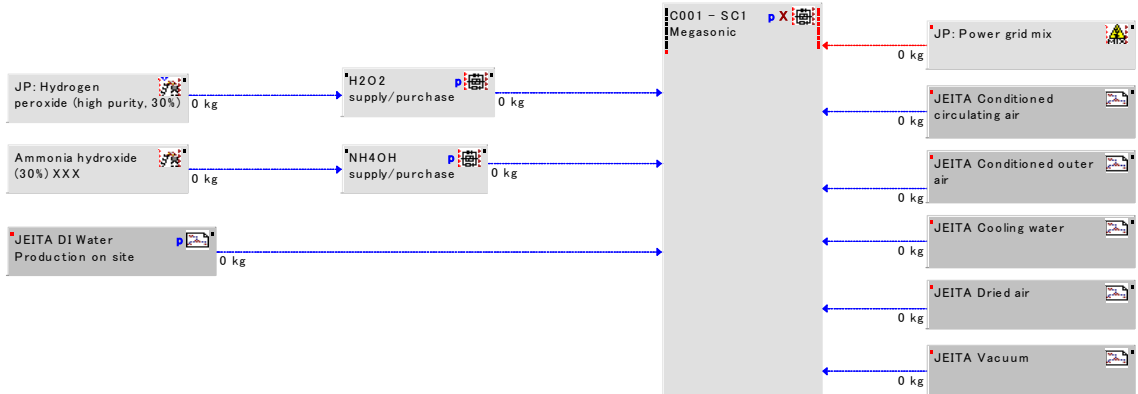 C001 - SC1 p X
Megasonic
JP: Power grid mix
MIX
0 kg
JP: Hydrogen
peroxide (high purity, 30%)
0 kg
H2O2 p
supply/purchase
0 kg
JEITA Conditioned
circulating air
0 kg
Ammonia hydroxide
(30%) XXX
0 kg
NH4OH p
supply/purchase
0 kg
JEITA Conditioned outer
air
0 kg
JEITA DI Water p
Production on site
0 kg
JEITA Cooling water
0 kg
JEITA Dried air
0 kg
JEITA Vacuum
0 kg